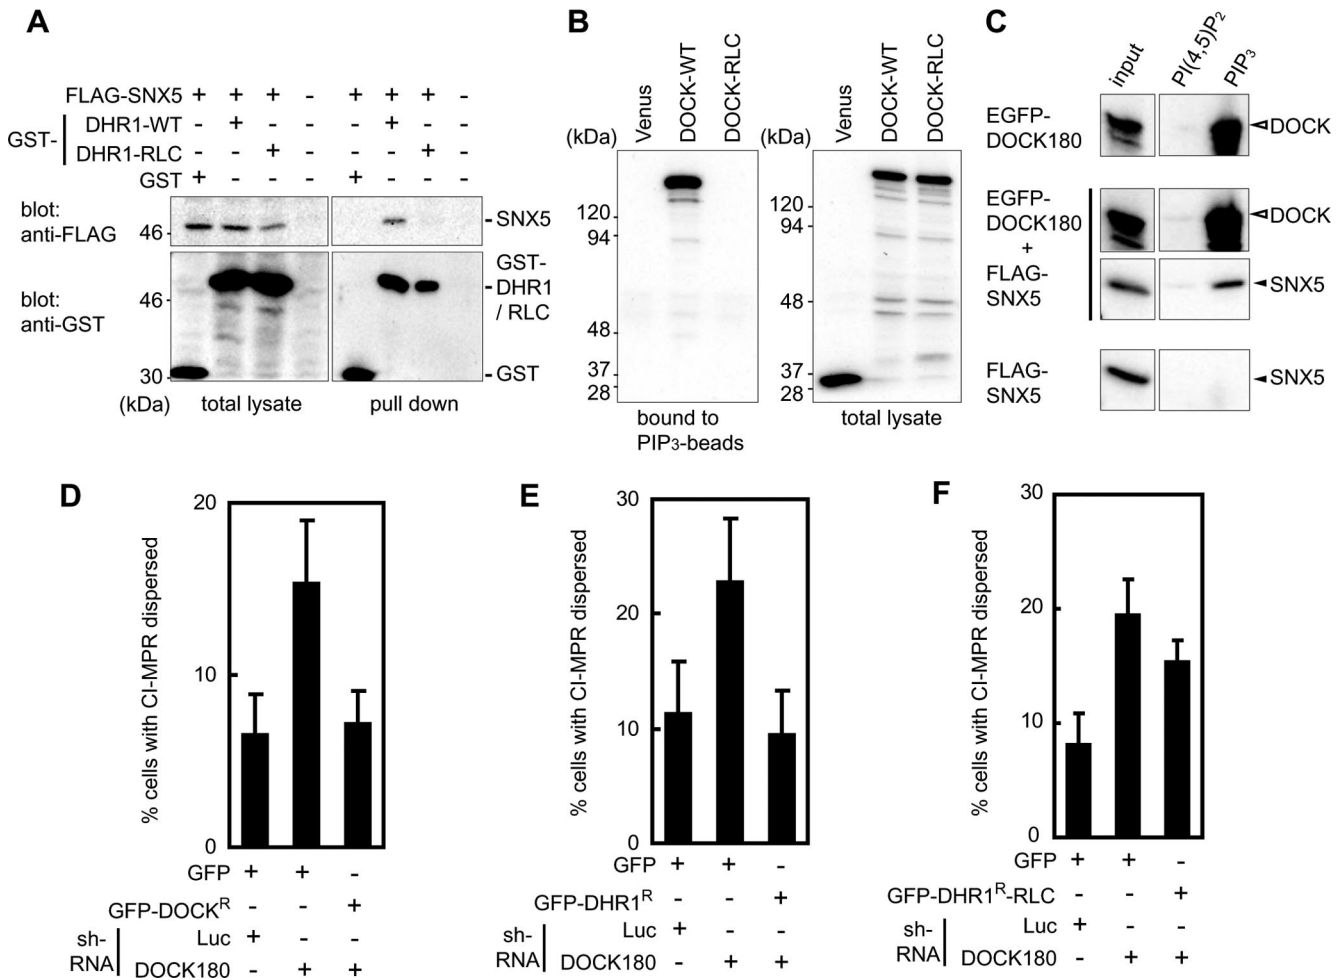 A
FLAG-SNX5 + + + - + + + -
GST- DHR1-WT - + - - - + - -
DHR1-RLC - - + - - - + -
GST + - - - + - - -
blot:
anti-FLAG
46
SNX5
blot:
anti-GST
46
30
GST-
DHR1
/ RLC
GST
(kDa) total lysate pull down
B
Venus DOCK-WT DOCK-RLC Venus DOCK-WT DOCK-RLC
(kDa) (kDa)
120 120
94 94
48 48
37 37
28 28
bound to
PIP3-beads
total lysate
C
input PI(4,5)P2 PIP3
EGFP-
DOCK180
DOCK
EGFP-
DOCK180
+
FLAG-
SNX5
DOCK
SNX5
FLAG-
SNX5
SNX5
D
% cells with CI-MPR dispersed
20
10
0
GFP + + -
GFP-DOCKR - - +
sh-
RNA
Luc + - -
DOCK180 - + +
E
% cells with CI-MPR dispersed
30
20
10
0
GFP + + -
GFP-DHR1R - - +
sh-
RNA
Luc + - -
DOCK180 - + +
F
% cells with CI-MPR dispersed
30
20
10
0
GFP + + -
GFP-DHR1R-RLC - - +
sh-
RNA
Luc + - -
DOCK180 - + +